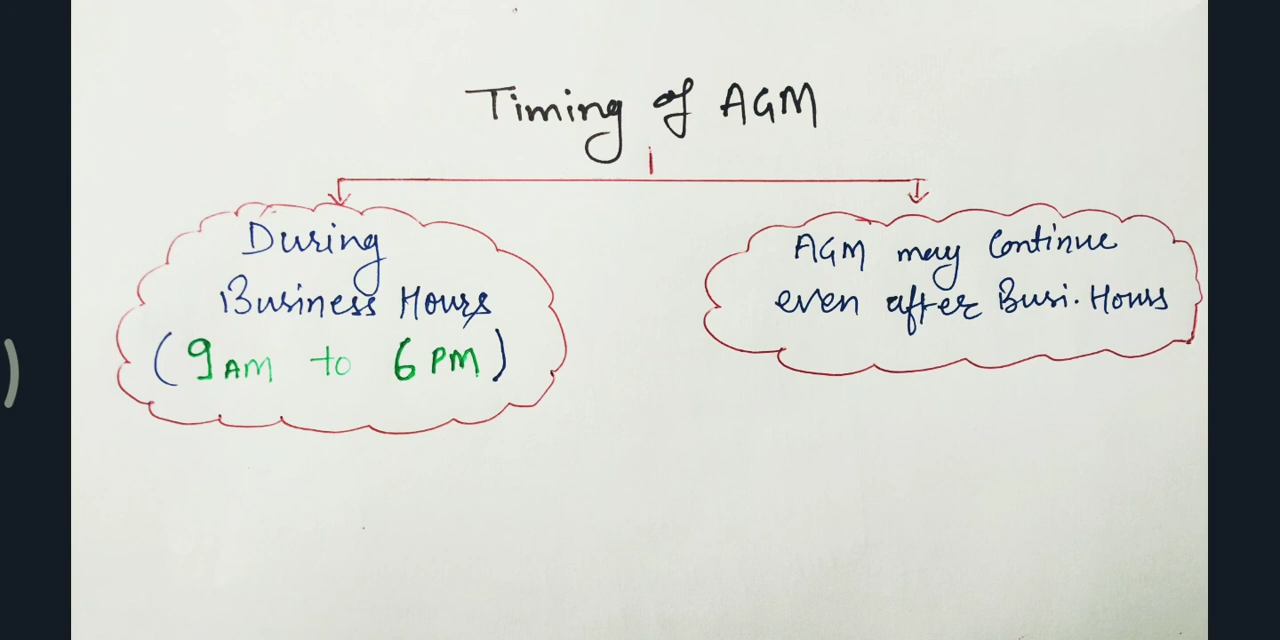 Timing of AGM
During
Business Hours
(9AM to 6PM)
AGM may Continue
even after Busi. Hours